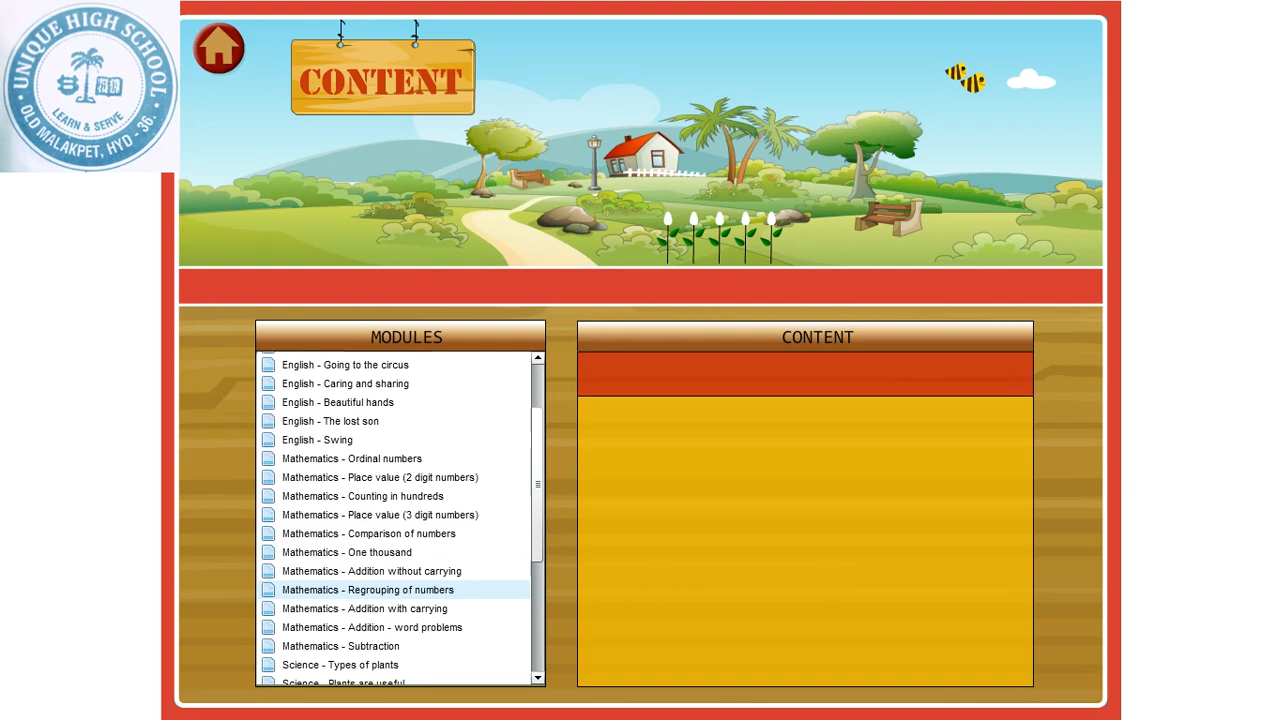 UNIQUE HIGH SCHOOL
LEARN & SERVE
OLD MALAKPET, HYD - 36.
CONTENT
MODULES
English - Going to the circus
English - Caring and sharing
English - Beautiful hands
English - The lost son
English - Swing
Mathematics - Ordinal numbers
Mathematics - Place value (2 digit numbers)
Mathematics - Counting in hundreds
Mathematics - Place value (3 digit numbers)
Mathematics - Comparison of numbers
Mathematics - One thousand
Mathematics - Addition without carrying
Mathematics - Regrouping of numbers
Mathematics - Addition with carrying
Mathematics - Addition - word problems
Mathematics - Subtraction
Science - Types of plants
Science - Plants are useful
CONTENT